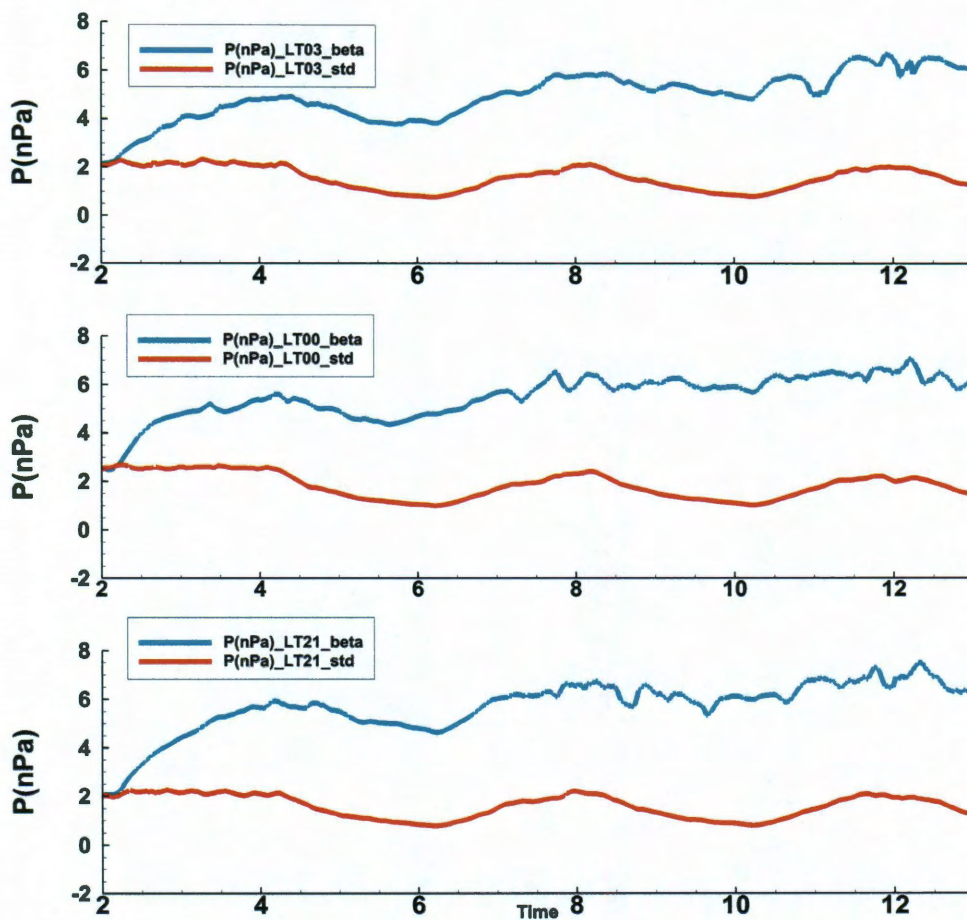 8
P(nPa)_LT03_beta
P(nPa)_LT03_std
6
4
2
0
-2
P(nPa)
2 4 6 8 10 12
8
P(nPa)_LT00_beta
P(nPa)_LT00_std
6
4
2
0
-2
P(nPa)
2 4 6 8 10 12
8
P(nPa)_LT21_beta
P(nPa)_LT21_std
6
4
2
0
-2
P(nPa)
2 4 6 8 10 12
Time